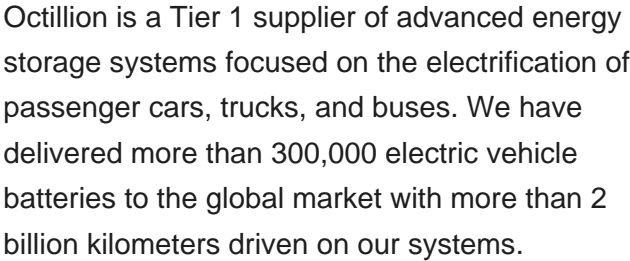 Octillion is a Tier 1 supplier of advanced energy
storage systems focused on the electrification of
passenger cars, trucks, and buses. We have
delivered more than 300,000 electric vehicle
batteries to the global market with more than 2
billion kilometers driven on our systems.